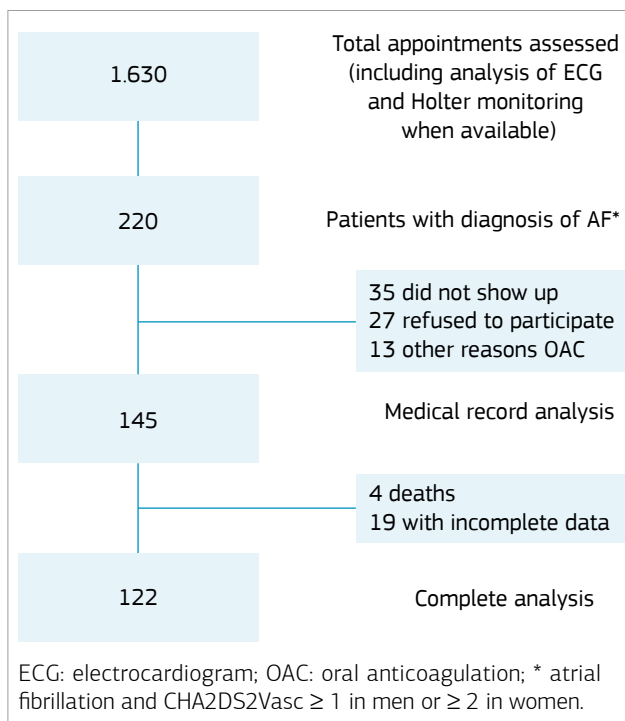 1.630
Total appointments assessed
(including analysis of ECG
and Holter monitoring
when available)
220
Patients with diagnosis of AF*
35 did not show up
27 refused to participate
13 other reasons OAC
145
Medical record analysis
4 deaths
19 with incomplete data
122
Complete analysis
ECG: electrocardiogram; OAC: oral anticoagulation; * atrial
fibrillation and CHA2DS2Vasc ≥ 1 in men or ≥ 2 in women.